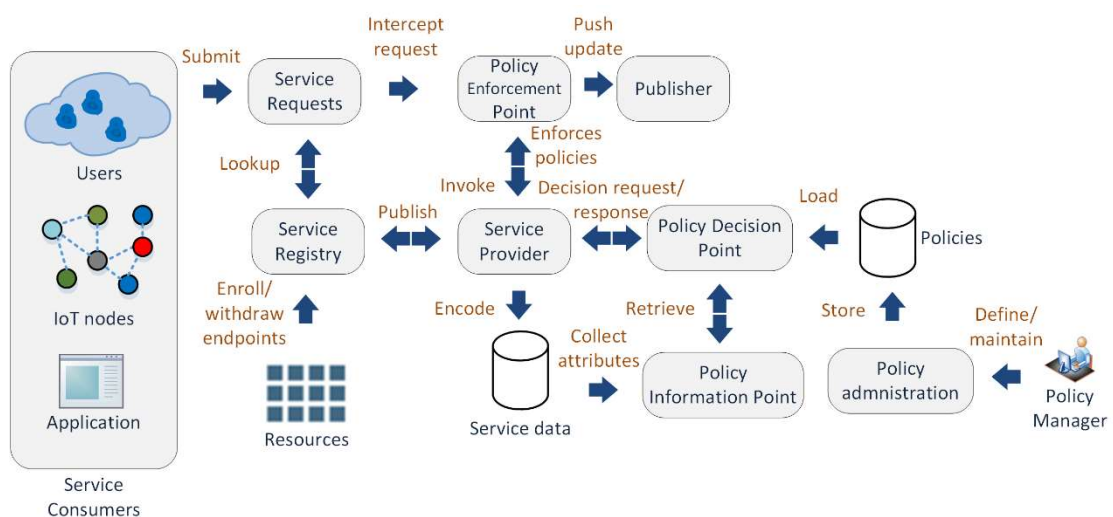 Submit
Intercept
request
Push
update
Service
Requests
Policy
Enforcement
Point
Publisher
Users
Lookup
Enforces
policies
Invoke
Decision request/
response
Load
Publish
Service
Registry
Service
Provider
Policy Decision
Point
Policies
IoT nodes
Enroll/
withdraw
endpoints
Encode
Retrieve
Store
Define/
maintain
Collect
attributes
Policy
Information Point
Policy
admnistration
Application
Resources
Service data
Policy
Manager
Service
Consumers